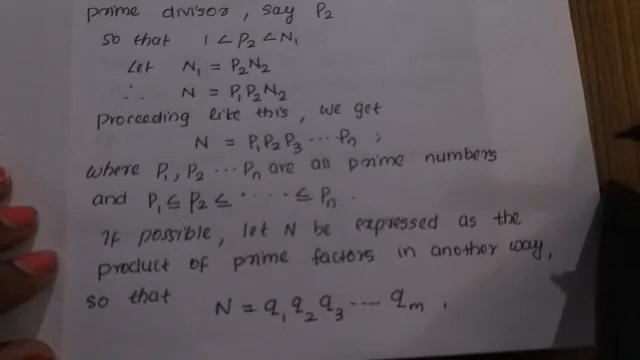 prime divisor, say P₂
so that 1 < P₂ < N₁
Let N₁ = P₂N₂
∴ N = P₁P₂N₂
proceeding like this, we get
N = P₁P₂P₃ ··· Pn ;
where P₁, P₂ ··· Pn are all prime numbers
and P₁ ≤ P₂ ≤ ····· ≤ Pn .
If possible, let N be expressed as the
product of prime factors in another way,
so that N = q₁ q₂ q₃ ---- qm ,